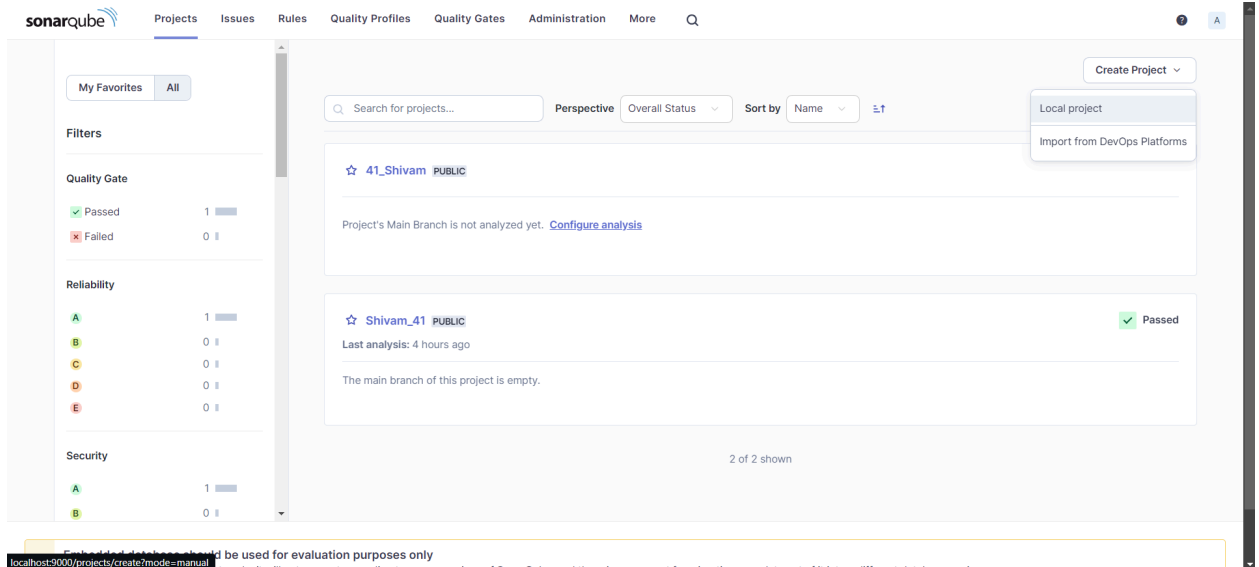 sonarqube Projects Issues Rules Quality Profiles Quality Gates Administration More ? A
My Favorites All
Filters
Quality Gate
Passed 1
Failed 0
Reliability
A 1
B 0
C 0
D 0
E 0
Security
A 1
B 0
Create Project
Local project
Import from DevOps Platforms
Search for projects... Perspective Overall Status Sort by Name
41_Shivam PUBLIC
Project's Main Branch is not analyzed yet. Configure analysis
Shivam_41 PUBLIC Passed
Last analysis: 4 hours ago
The main branch of this project is empty.
2 of 2 shown
Embedded database should be used for evaluation purposes only
localhost:9000/projects/create?mode=manual